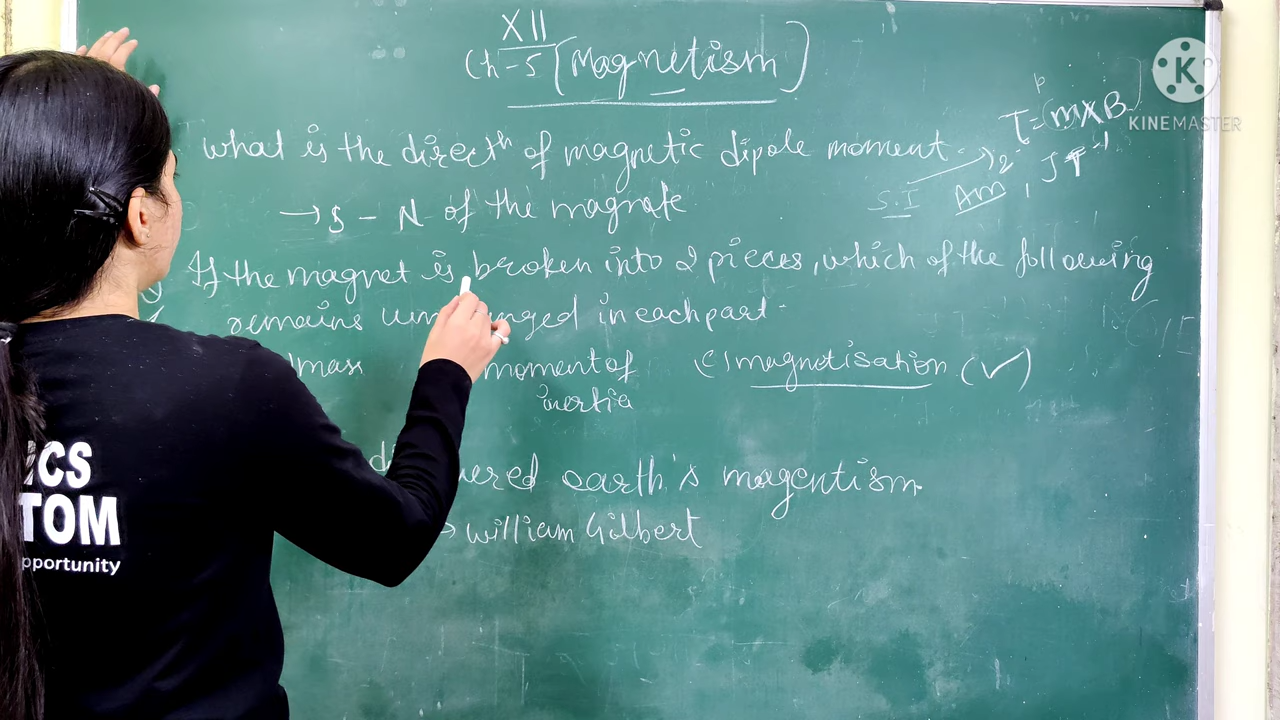 XII
Ch-5 (Magnetism)
What is the directn of magnetic dipole moment.
τ = (m×B)
S.I → Am², JT⁻¹
→ S - N of the magnate
If the magnet is broken into 2 pieces, which of the following
remains in each part.
mass moment of inertia (C) magnetisation (✓)
earth's magentism.
→ William Gilbert
ICS
TOM
pportunity
K
KINEMASTER